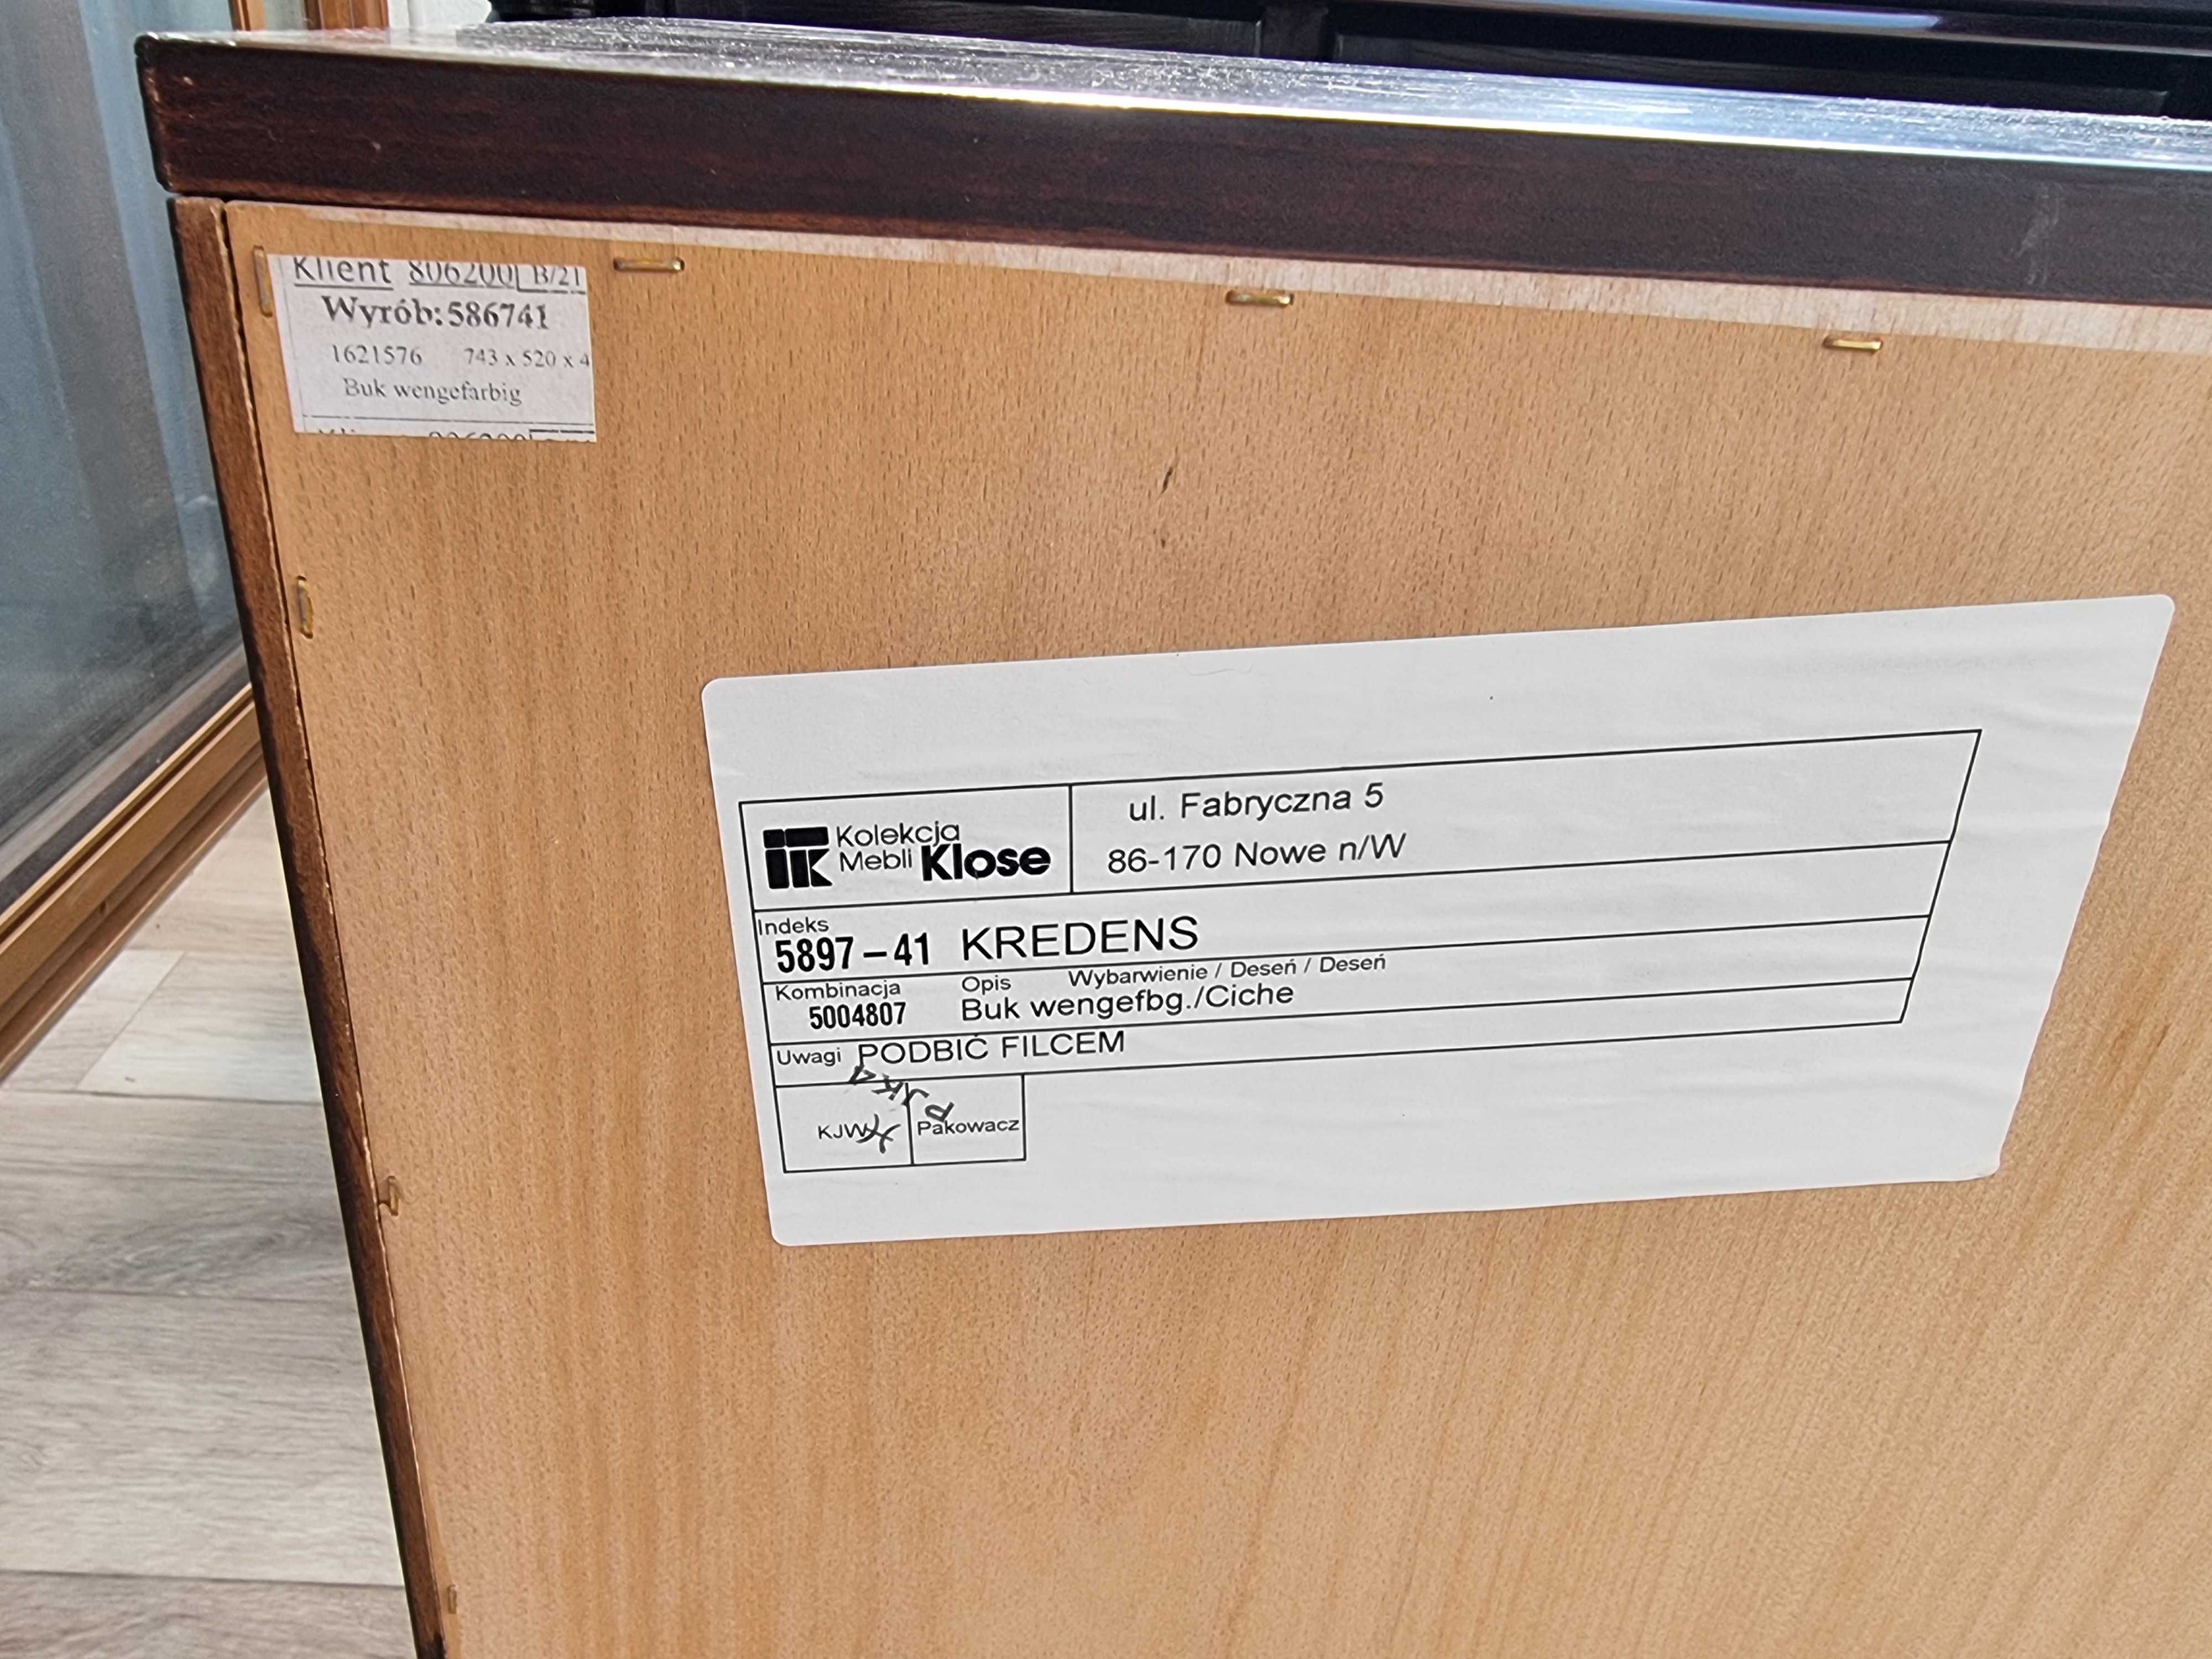 Klient 806200 B/21
Wyrób: 586741
1621576 743 x 520 x 4
Buk wengefarbig
Kolekcja
Mebli Klose
ul. Fabryczna 5
86-170 Nowe n/W
Indeks
5897-41 KREDENS
Kombinacja Opis Wybarwienie / Deseń / Deseń
5004807 Buk wengefbg./Ciche
Uwagi PODBIĆ FILCEM
KJW Pakowacz